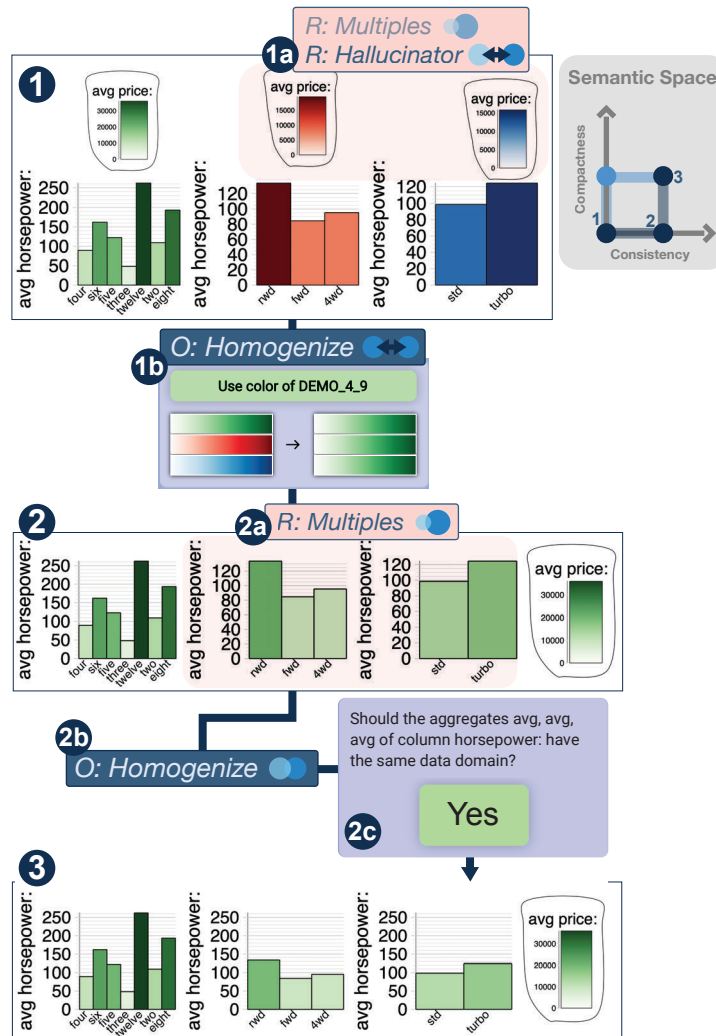 R: Multiples
R: Hallucinator
1a
1
avg price:
30000
20000
10000
0
avg price:
15000
10000
5000
0
avg price:
15000
10000
5000
0
Semantic Space
Compactness
3
1
2
Consistency
avg horsepower:
250
200
150
100
50
0
four
six
five
three
twelve
two
eight
avg horsepower:
120
100
80
60
40
20
0
rwd
fwd
4wd
avg horsepower:
120
100
80
60
40
20
0
std
turbo
O: Homogenize
1b
Use color of DEMO_4_9
→
2
2a
R: Multiples
avg horsepower:
250
200
150
100
50
0
four
six
five
three
twelve
two
eight
avg horsepower:
120
100
80
60
40
20
0
rwd
fwd
4wd
avg horsepower:
120
100
80
60
40
20
0
std
turbo
avg price:
30000
20000
10000
0
2b
O: Homogenize
Should the aggregates avg, avg,
avg of column horsepower: have
the same data domain?
Yes
2c
3
avg horsepower:
250
200
150
100
50
0
four
six
five
three
twelve
two
eight
avg horsepower:
250
200
150
100
50
0
rwd
fwd
4wd
avg horsepower:
250
200
150
100
50
0
std
turbo
avg price:
30000
20000
10000
0